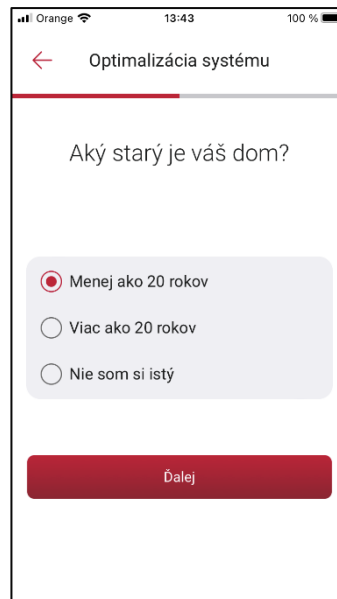 Orange 13:43 100 %
Optimalizácia systému
Aký starý je váš dom?
Menej ako 20 rokov
Viac ako 20 rokov
Nie som si istý
Ďalej